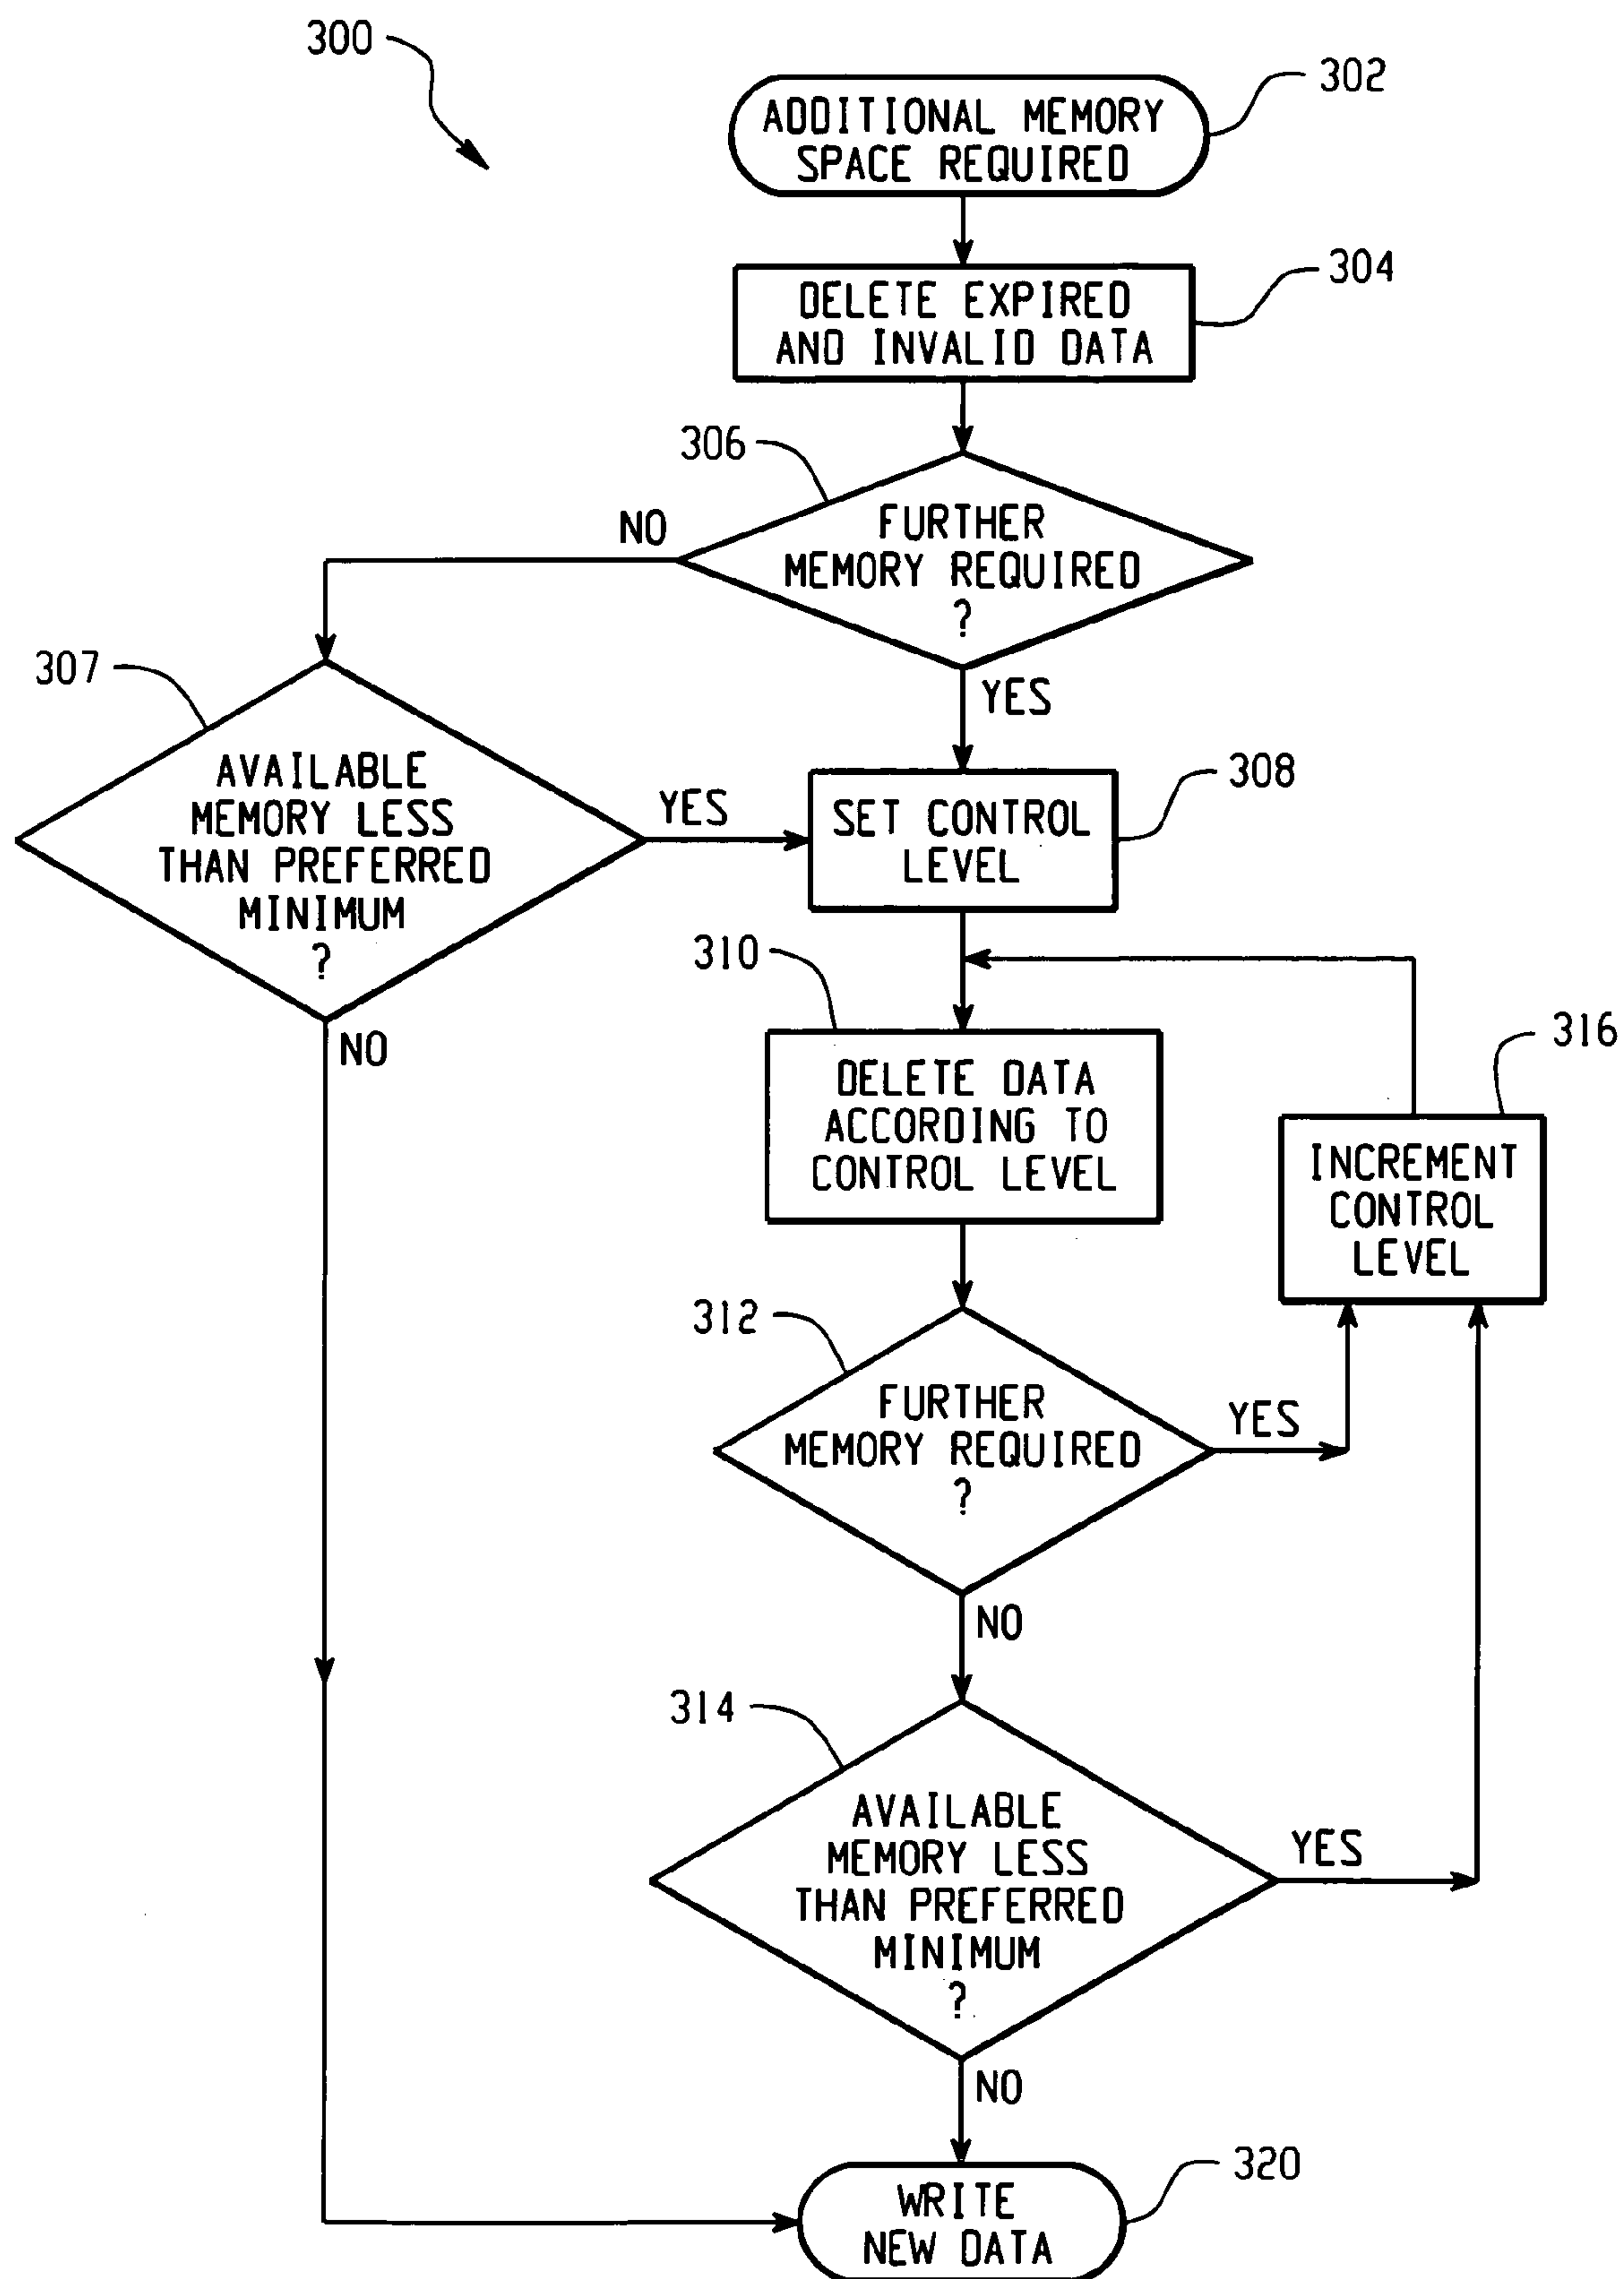 300
302
ADDITIONAL MEMORY
SPACE REQUIRED
304
DELETE EXPIRED
AND INVALID DATA
306
NO
FURTHER
MEMORY REQUIRED
?
YES
307
AVAILABLE
MEMORY LESS
THAN PREFERRED
MINIMUM
?
YES
NO
308
SET CONTROL
LEVEL
310
DELETE DATA
ACCORDING TO
CONTROL LEVEL
316
INCREMENT
CONTROL
LEVEL
312
FURTHER
MEMORY REQUIRED
?
YES
NO
314
AVAILABLE
MEMORY LESS
THAN PREFERRED
MINIMUM
?
YES
NO
320
WRITE
NEW DATA